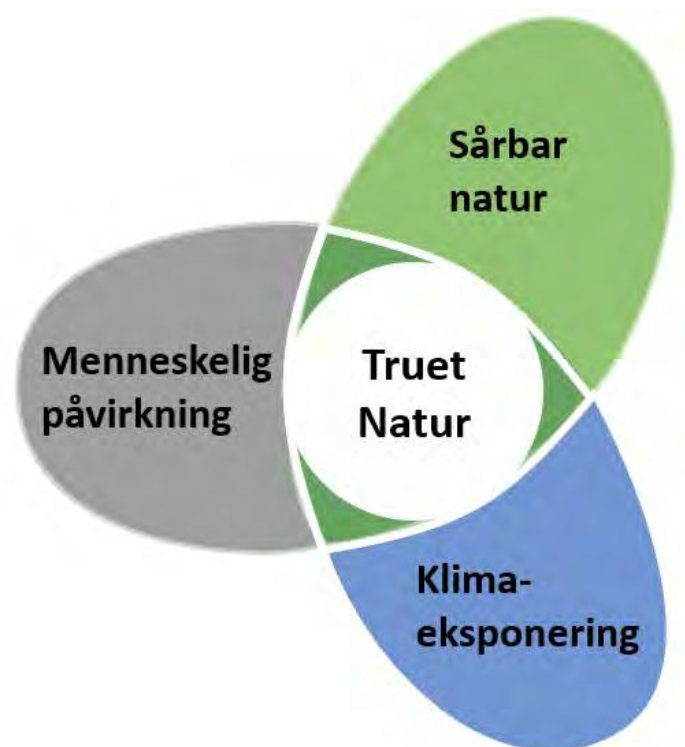 Sårbar
natur
Menneskelig
påvirkning
Truet
Natur
Klima-
eksponering